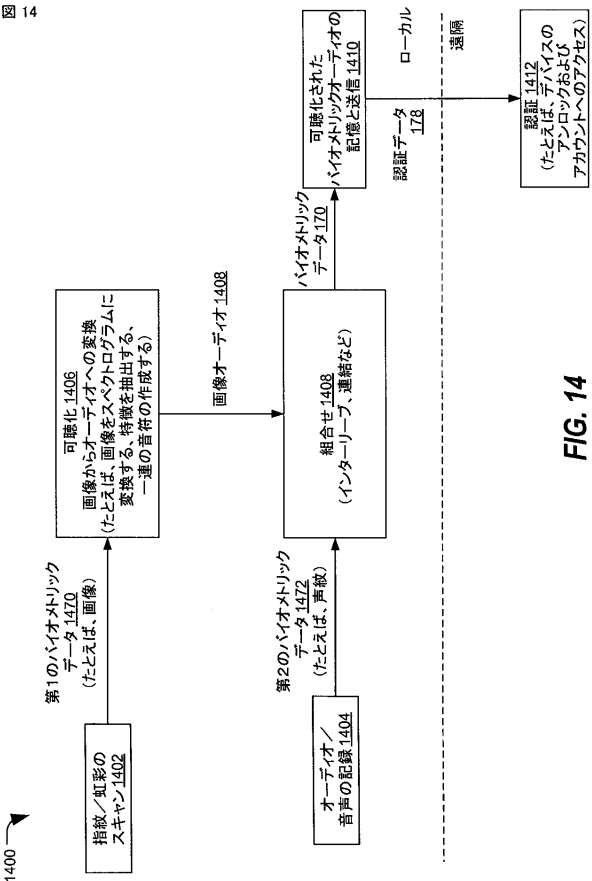 図 14
1400
指紋／虹彩の
スキャン 1402
第1のバイオメトリック
データ 1470
(たとえば、画像)
可聴化 1406
画像からオーディオへの変換
(たとえば、画像をスペクトログラムに
変換する、特徴を抽出する、
一連の音符の作成する)
画像オーディオ 1408
オーディオ／
音声の記録 1404
第2のバイオメトリック
データ 1472
(たとえば、声紋)
組合せ 1408
(インターリーブ、連結など)
バイオメトリック
データ 170
可聴化された
バイオメトリックオーディオの
記憶と送信 1410
ローカル
認証データ
178
遠隔
認証 1412
(たとえば、デバイスの
アンロックおよび
アカウントへのアクセス)
FIG. 14